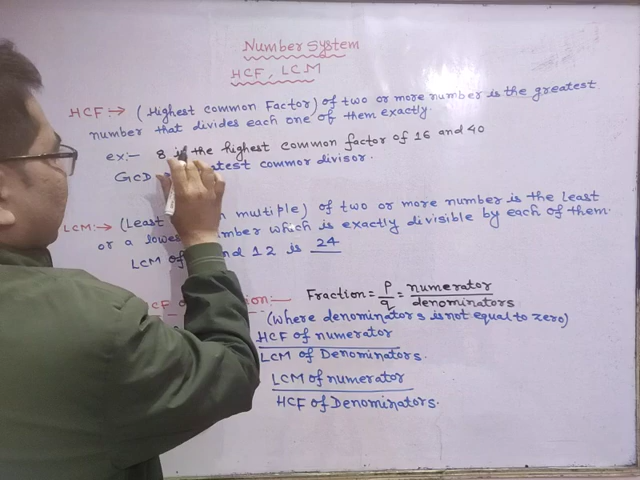 Number System
HCF, LCM
HCF :→ (Highest common Factor) of two or more number is the greatest
number that divides each one of them exactly.
ex:- 8 is the highest common factor of 16 and 40
GCD commor divisor.
LCM:→ (Least multiple) of two or more number is the least
or a lowest number which is exactly divisible by each of them.
LCM of and 12 is 24
Fraction = p/q = numerator/denominators
(where denominators is not equal to zero)
HCF of numerator
LCM of Denominators.
LCM of numerator
HCF of Denominators.